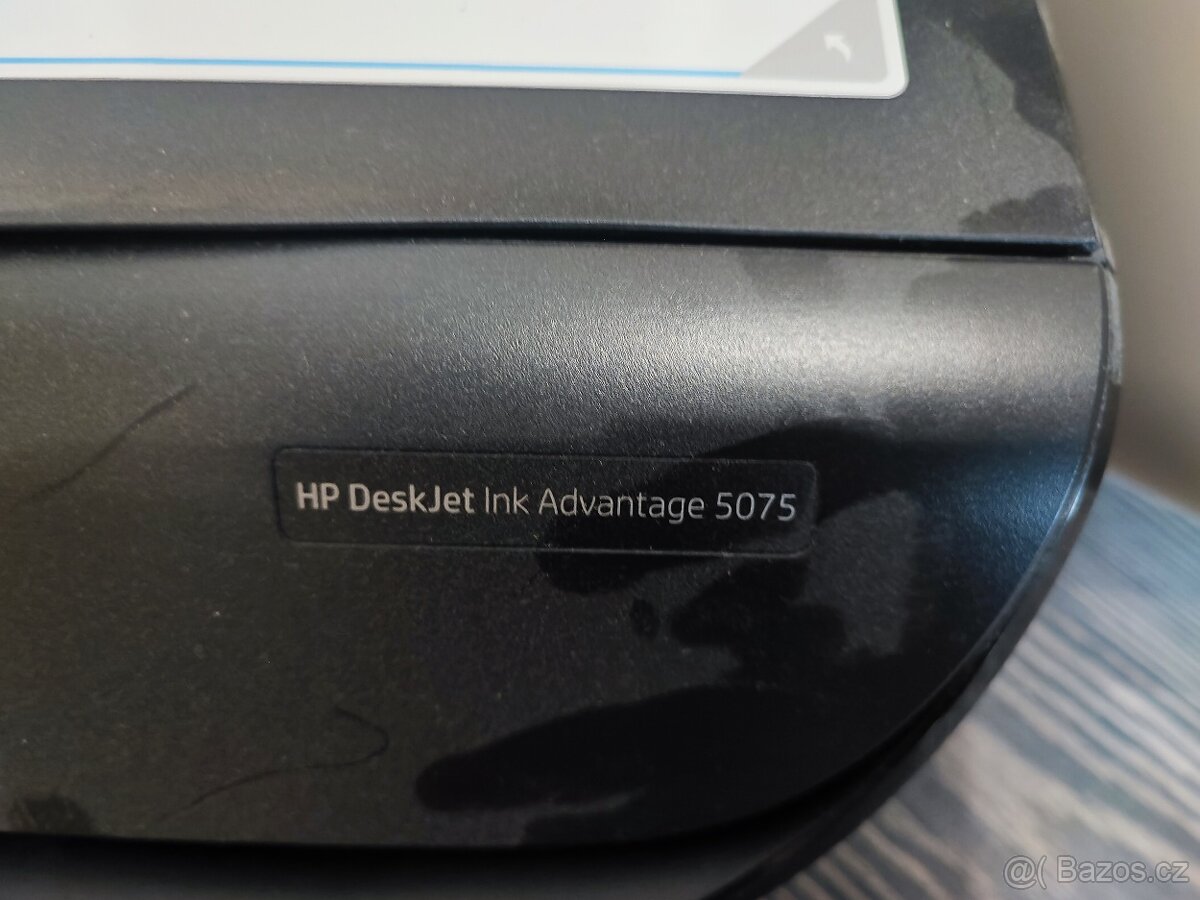 HP DeskJet Ink Advantage 5075
@( Bazos.cz